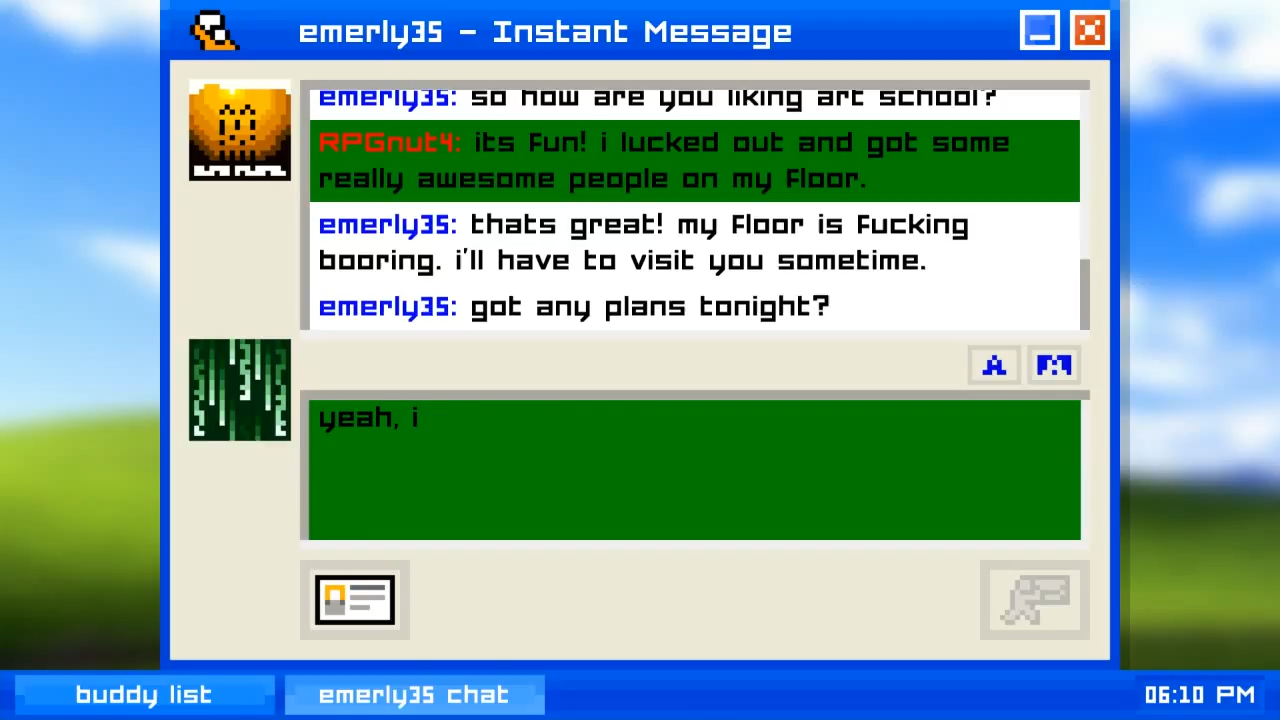 emerly35 - Instant Message
emerly35: so how are you liking art school?
RPGnut4: its fun! i lucked out and got some
really awesome people on my floor.
emerly35: thats great! my floor is fucking
booring. i'll have to visit you sometime.
emerly35: got any plans tonight?
A
yeah, i
buddy list
emerly35 chat
06:10 PM